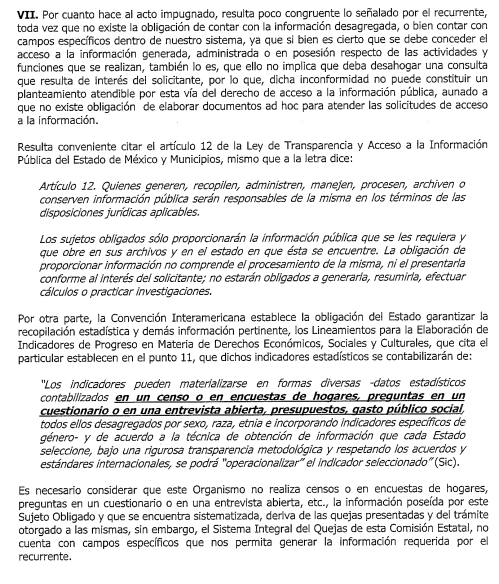 VII. Por cuanto hace al acto impugnado, resulta poco congruente lo señalado por el recurrente,
toda vez que no existe la obligación de contar con la información desagregada, o bien contar con
campos específicos dentro de nuestro sistema, ya que si bien es cierto que se debe conceder el
acceso a la información generada, administrada o en posesión respecto de las actividades y
funciones que se realizan, también lo es, que ello no implica que deba desahogar una consulta
que resulta de interés del solicitante, por lo que, dicha inconformidad no puede constituir un
planteamiento atendible por esta vía del derecho de acceso a la información pública, aunado a
que no existe obligación de elaborar documentos ad hoc para atender las solicitudes de acceso
a la información.
Resulta conveniente citar el artículo 12 de la Ley de Transparencia y Acceso a la Información
Pública del Estado de México y Municipios, mismo que a la letra dice:
Artículo 12. Quienes generen, recopilen, administren, manejen, procesen, archiven o
conserven información pública serán responsables de la misma en los términos de las
disposiciones jurídicas aplicables.
Los sujetos obligados sólo proporcionarán la información pública que se les requiera y
que obre en sus archivos y en el estado en que ésta se encuentre. La obligación de
proporcionar información no comprende el procesamiento de la misma, ni el presentarla
conforme al interés del solicitante; no estarán obligados a generarla, resumirla, efectuar
cálculos o practicar investigaciones.
Por otra parte, la Convención Interamericana establece la obligación del Estado garantizar la
recopilación estadística y demás información pertinente, los Lineamientos para la Elaboración de
Indicadores de Progreso en Materia de Derechos Económicos, Sociales y Culturales, que cita el
particular establecen en el punto 11, que dichos indicadores estadísticos se contabilizarán de:
"Los indicadores pueden materializarse en formas diversas -datos estadísticos
contabilizados en un censo o en encuestas de hogares, preguntas en un
cuestionario o en una entrevista abierta, presupuestos, gasto público social,
todos ellos desagregados por sexo, raza, etnia e incorporando indicadores específicos de
género- y de acuerdo a la técnica de obtención de información que cada Estado
seleccione, bajo una rigurosa transparencia metodológica y respetando los acuerdos y
estándares internacionales, se podrá "operacionalizar" el indicador seleccionado" (Sic).
Es necesario considerar que este Organismo no realiza censos o en encuestas de hogares,
preguntas en un cuestionario o en una entrevista abierta, etc., la información poseída por este
Sujeto Obligado y que se encuentra sistematizada, deriva de las quejas presentadas y del trámite
otorgado a las mismas, sin embargo, el Sistema Integral del Quejas de esta Comisión Estatal, no
cuenta con campos específicos que nos permita generar la información requerida por el
recurrente.